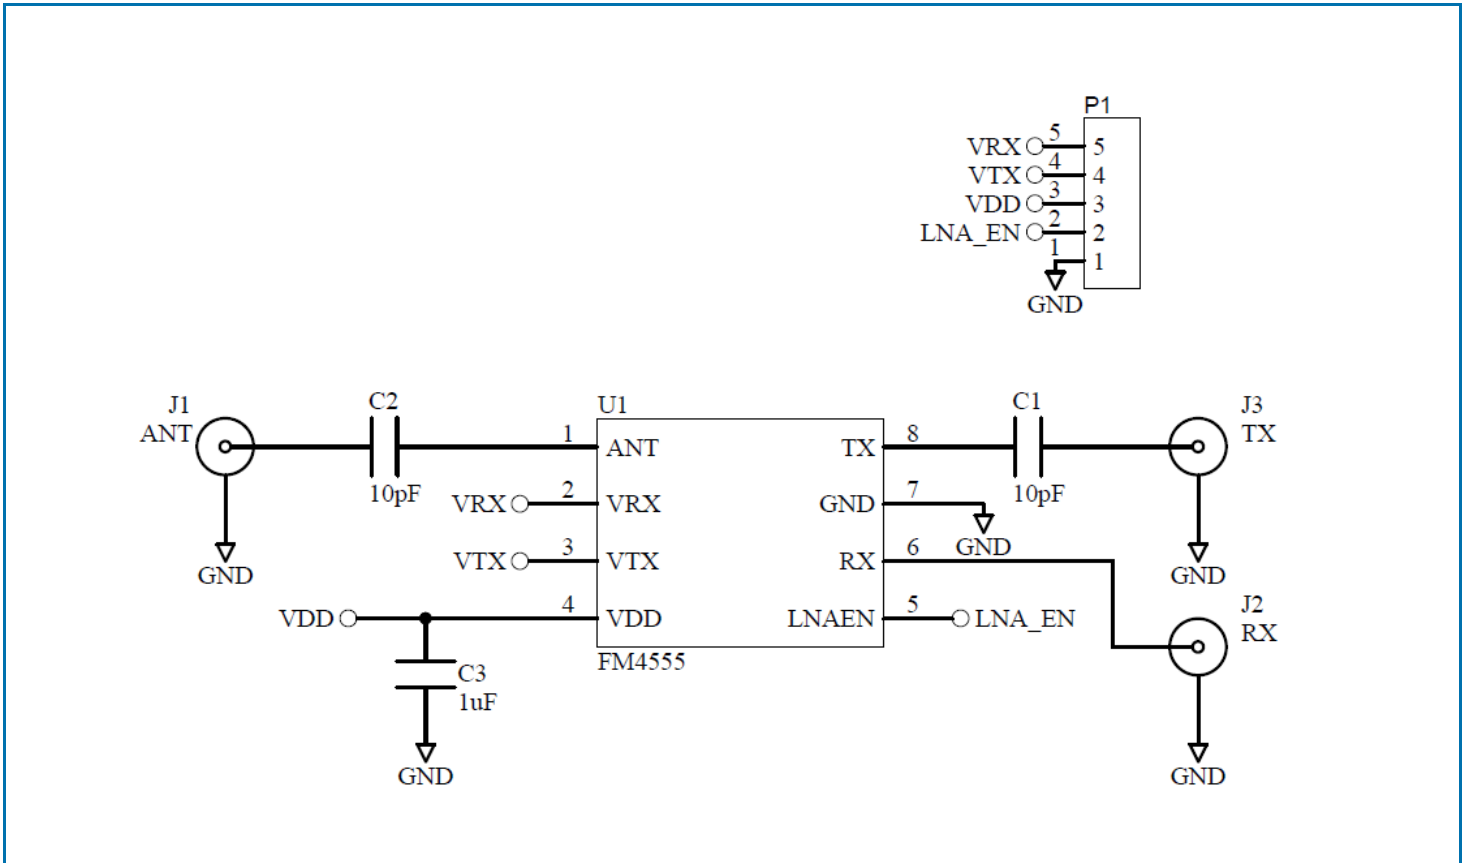 P1
VRX 5 5
VTX 4 4
VDD 3 3
LNA_EN 2 2
1 1
GND
J1
ANT
C2
10pF
GND
U1
1 ANT
VRX 2 VRX
VTX 3 VTX
VDD 4 VDD
TX 8
GND 7
GND
RX 6
LNAEN 5 LNA_EN
FM4555
C3
1uF
GND
C1
10pF
J3
TX
GND
J2
RX
GND